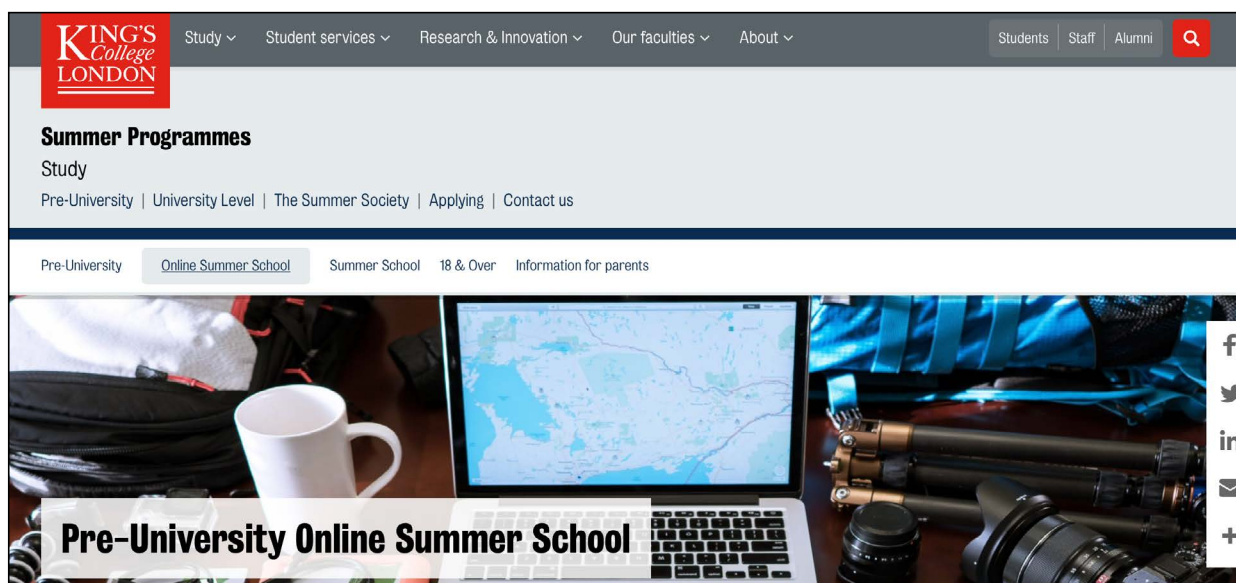 KING'S
College
LONDON
Study
Student services
Research & Innovation
Our faculties
About
Students
Staff
Alumni
Summer Programmes
Study
Pre-University | University Level | The Summer Society | Applying | Contact us
Pre-University
Online Summer School
Summer School
18 & Over
Information for parents
Pre-University Online Summer School